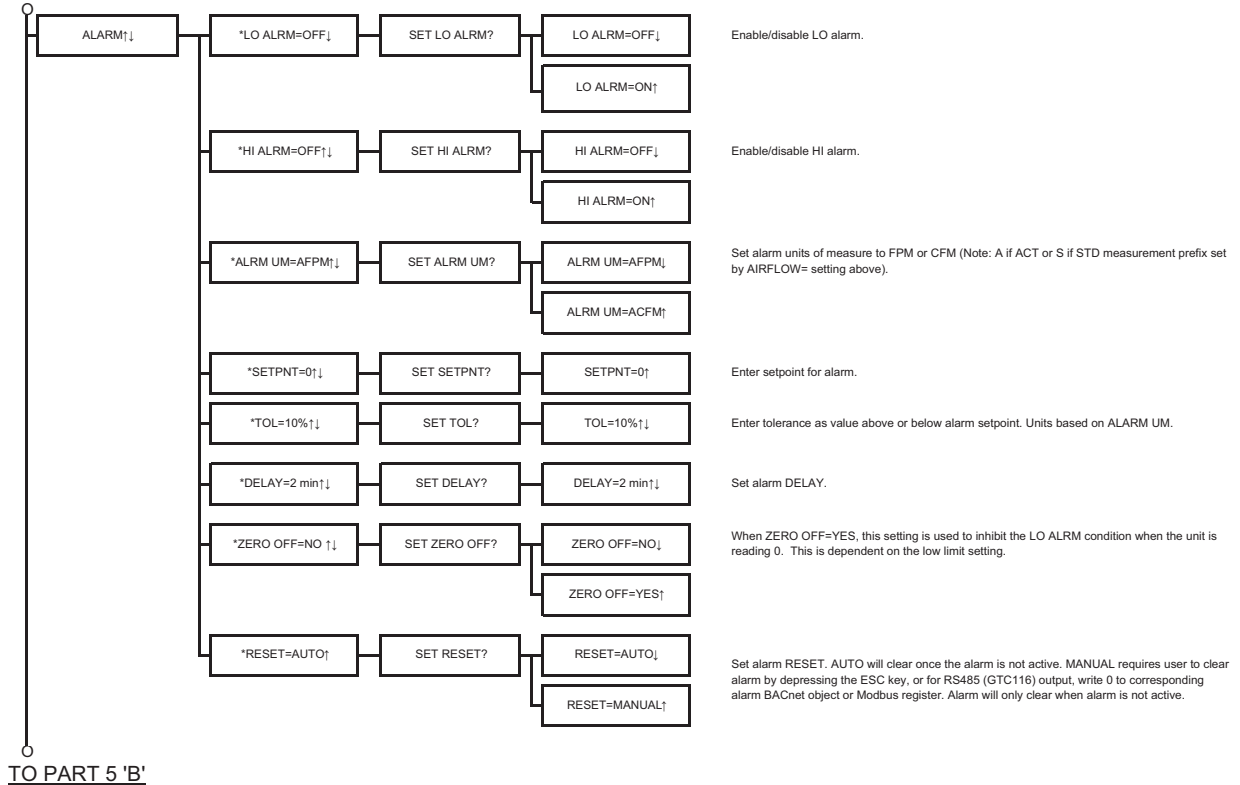 O
ALARM↑↓
*LO ALRM=OFF↓
SET LO ALRM?
LO ALRM=OFF↓
Enable/disable LO alarm.
LO ALRM=ON↑
*HI ALRM=OFF↑↓
SET HI ALRM?
HI ALRM=OFF↓
Enable/disable HI alarm.
HI ALRM=ON↑
*ALRM UM=AFPM↑↓
SET ALRM UM?
ALRM UM=AFPM↓
Set alarm units of measure to FPM or CFM (Note: A if ACT or S if STD measurement prefix set
by AIRFLOW= setting above).
ALRM UM=ACFM↑
*SETPNT=0↑↓
SET SETPNT?
SETPNT=0↑
Enter setpoint for alarm.
*TOL=10%↑↓
SET TOL?
TOL=10%↑↓
Enter tolerance as value above or below alarm setpoint. Units based on ALARM UM.
*DELAY=2 min↑↓
SET DELAY?
DELAY=2 min↑↓
Set alarm DELAY.
*ZERO OFF=NO ↑↓
SET ZERO OFF?
ZERO OFF=NO↓
When ZERO OFF=YES, this setting is used to inhibit the LO ALRM condition when the unit is
reading 0.  This is dependent on the low limit setting.
ZERO OFF=YES↑
*RESET=AUTO↑
SET RESET?
RESET=AUTO↓
Set alarm RESET. AUTO will clear once the alarm is not active. MANUAL requires user to clear
alarm by depressing the ESC key, or for RS485 (GTC116) output, write 0 to corresponding
alarm BACnet object or Modbus register. Alarm will only clear when alarm is not active.
RESET=MANUAL↑
O
TO PART 5 'B'